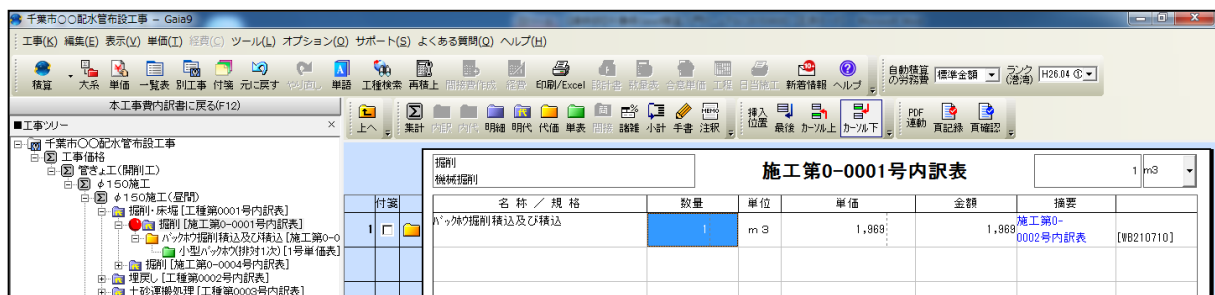 千葉市〇〇配水管布設工事 - Gaia9
工事(K) 編集(E) 表示(V) 単価(T) 経費(C) ツール(L) オプション(O) サポート(S) よくある質問(Q) ヘルプ(H)
積算 大系 単価 一覧表 別工事 付箋 元に戻す やり直し 単語 工種検索 再積上 間接費作成 経費 印刷/Excel 設計書 数量表 合意単価 工程 日当施工 新着情報 ヘルプ
自動積算の労務費 標準金額 ランク(港湾) H26.04 ①
本工事費内訳書に戻る(F12)
上へ 集計 内訳 内代 明細 明代 代価 単表 間接 諸雑 小計 手書 注釈 挿入位置 最後 カーソル上 カーソル下 PDF連動 頁記録 頁確認
■工事ツリー
千葉市〇〇配水管布設工事
工事価格
管きょ工(開削工)
φ150施工
φ150施工(昼間)
掘削・床堀 [工種第0001号内訳表]
掘削 [施工第0-0001号内訳表]
バックホウ掘削積込及び積込 [施工第0-0
小型バックホウ(排対1次) [1号単価表]
掘削 [施工第0-0004号内訳表]
埋戻し [工種第0002号内訳表]
土砂運搬処理 [工種第0003号内訳表]
掘削
機械掘削
施工第0-0001号内訳表
1 m3
付箋 名 称 / 規 格 数量 単位 単価 金額 摘要
1 バックホウ掘削積込及び積込 1 m 3 1,969 1,969 施工第0-0002号内訳表 [WB210710]